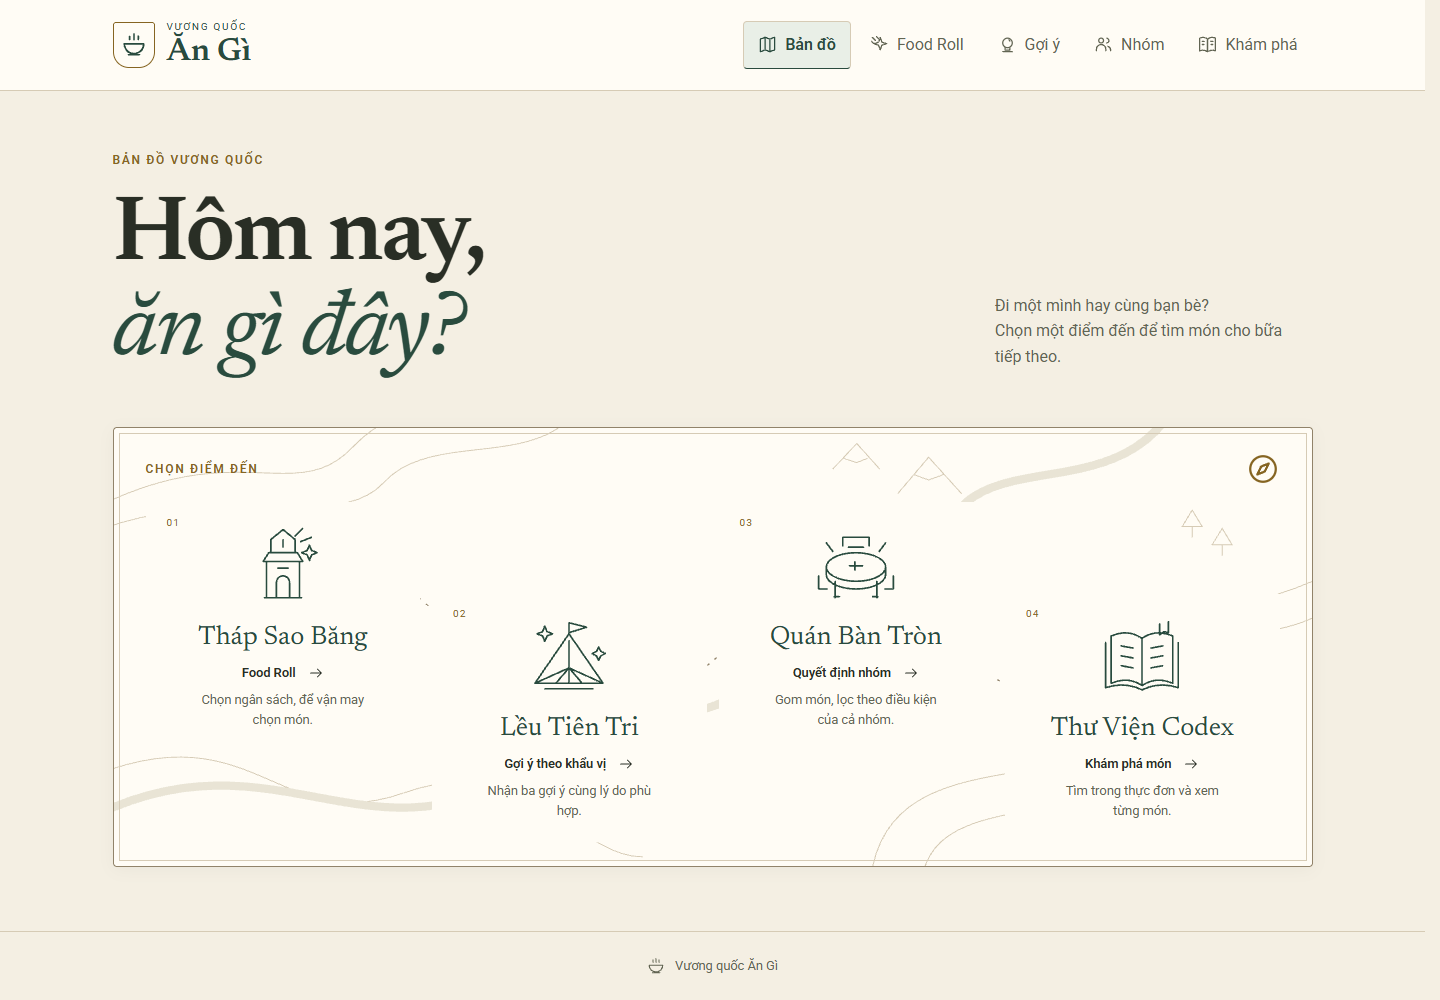 VƯƠNG QUỐC
Ăn Gì
Bản đồ
Food Roll
Gợi ý
Nhóm
Khám phá
BẢN ĐỒ VƯƠNG QUỐC
Hôm nay,
ăn gì đây?
Đi một mình hay cùng bạn bè?
Chọn một điểm đến để tìm món cho bữa
tiếp theo.
CHỌN ĐIỂM ĐẾN
01
Tháp Sao Băng
Food Roll
Chọn ngân sách, để vận may
chọn món.
02
Lều Tiên Tri
Gợi ý theo khẩu vị
Nhận ba gợi ý cùng lý do phù
hợp.
03
Quán Bàn Tròn
Quyết định nhóm
Gom món, lọc theo điều kiện
của cả nhóm.
04
Thư Viện Codex
Khám phá món
Tìm trong thực đơn và xem
từng món.
Vương quốc Ăn Gì